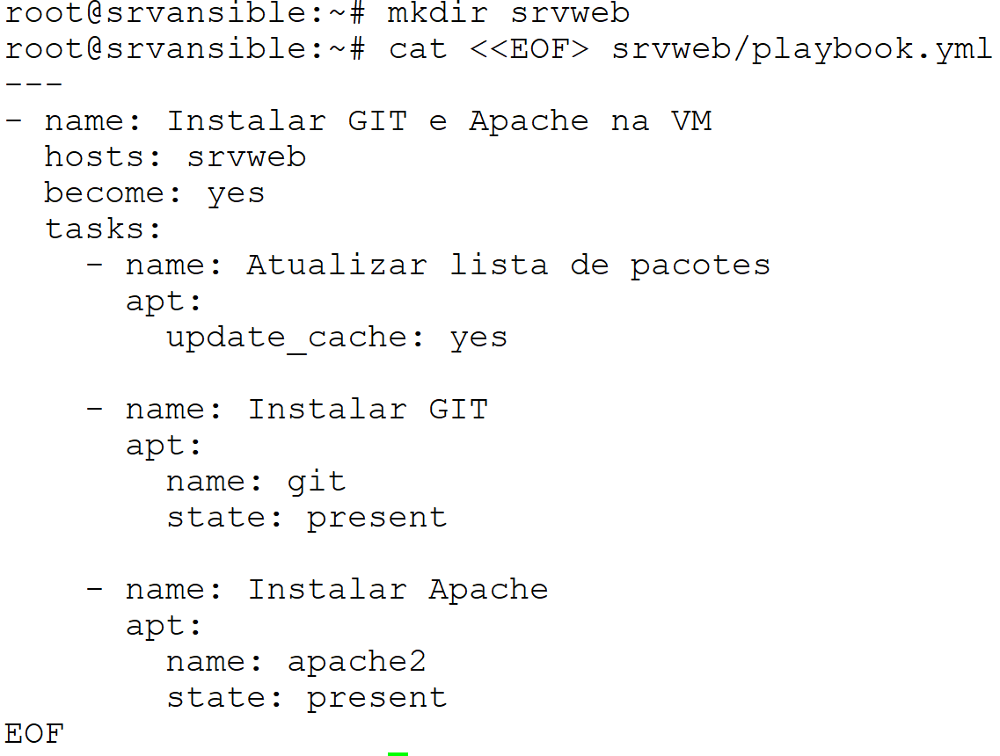 root@srvansible:~# mkdir srvweb
root@srvansible:~# cat <<EOF> srvweb/playbook.yml
---
- name: Instalar GIT e Apache na VM
  hosts: srvweb
  become: yes
  tasks:
    - name: Atualizar lista de pacotes
      apt:
        update_cache: yes

    - name: Instalar GIT
      apt:
        name: git
        state: present

    - name: Instalar Apache
      apt:
        name: apache2
        state: present
EOF